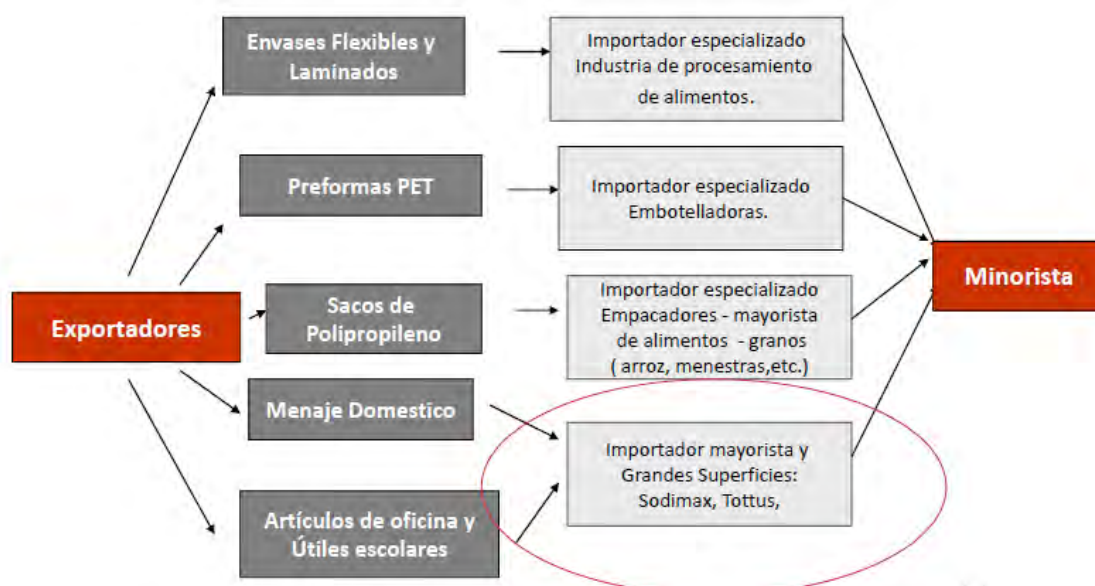 Envases Flexibles y
Laminados
Importador especializado
Industria de procesamiento
de alimentos.
Preformas PET
Importador especializado
Embotelladoras.
Exportadores
Sacos de
Polipropileno
Importador especializado
Empacadores - mayorista
de alimentos - granos
( arroz, menestras,etc.)
Minorista
Menaje Domestico
Importador mayorista y
Grandes Superficies:
Sodimax, Tottus,
Artículos de oficina y
Útiles escolares